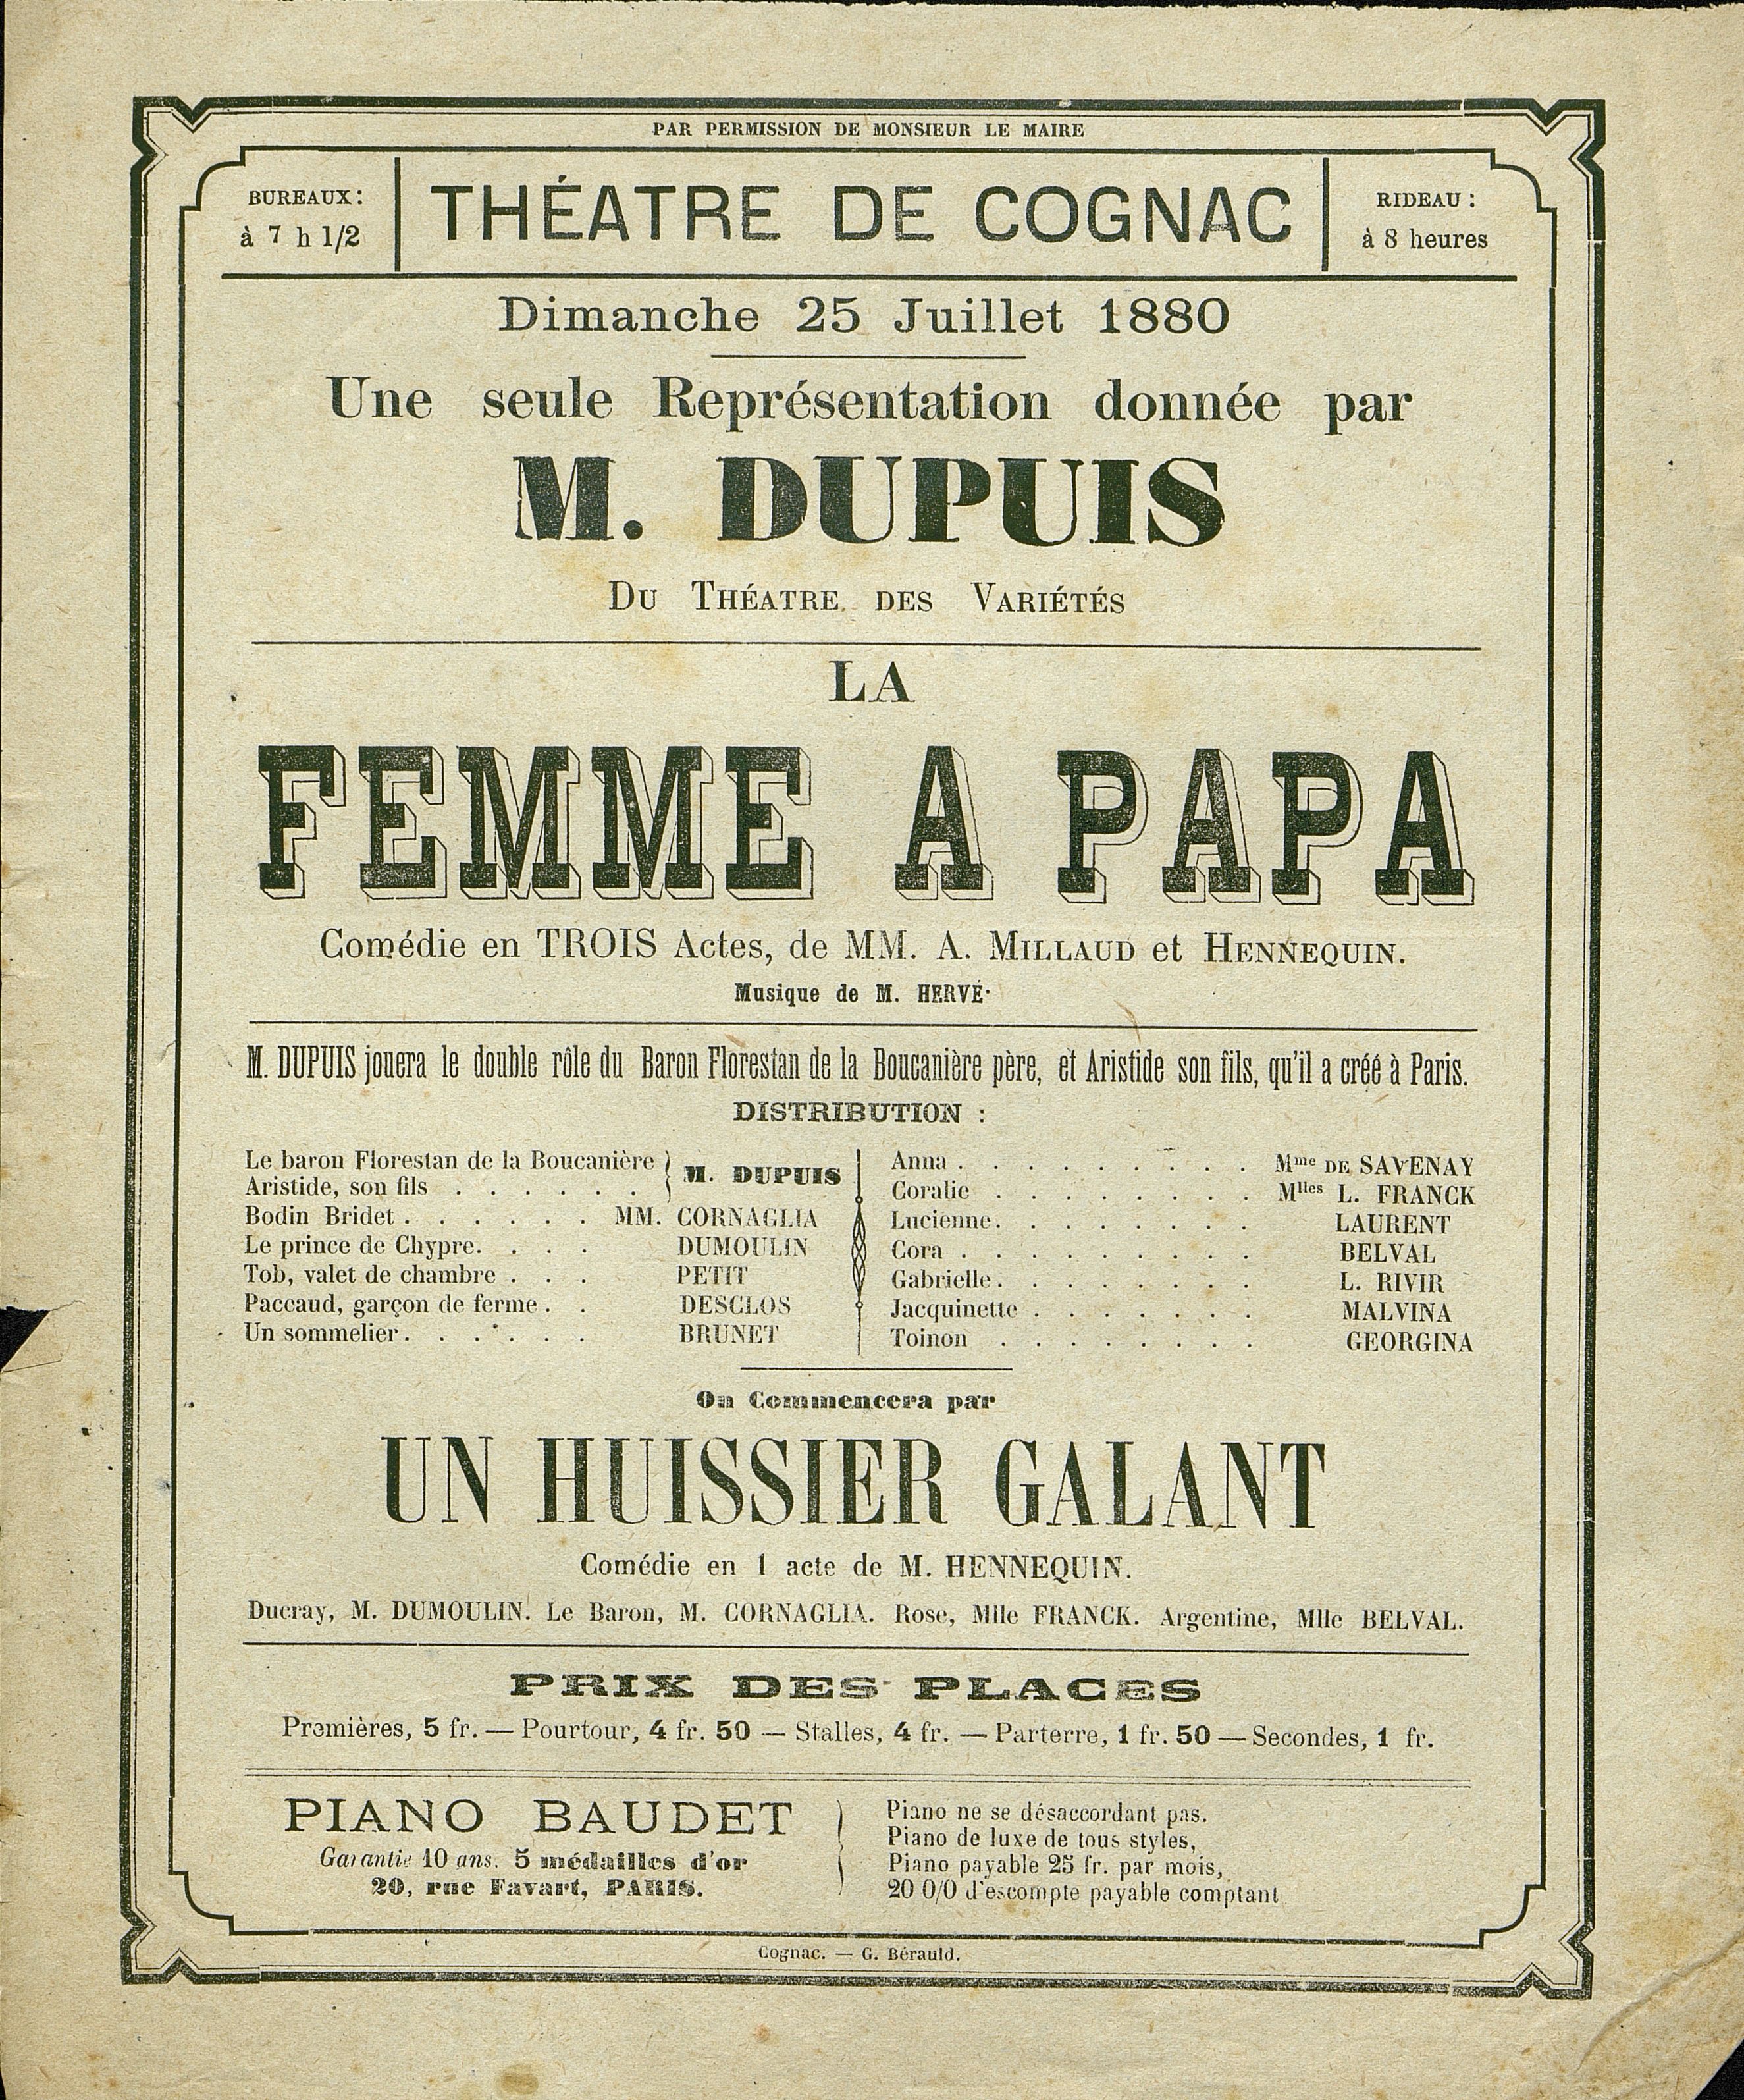 PAR PERMISSION DE MONSIEUR LE MAIRE
BUREAUX:
à 7 h 1/2
THÉATRE DE COGNAC
RIDEAU :
à 8 heures
Dimanche 25 Juillet 1880
Une seule Représentation donnée par
M. DUPUIS
DU THÉATRE DES VARIÉTÉS
LA
FEMME A PAPA
Comédie en TROIS Actes, de MM. A. MILLAUD et HENNEQUIN.
Musique de M. HERVÉ.
M. DUPUIS jouera le double rôle du Baron Florestan de la Boucanière père, et Aristide son fils, qu'il a créé à Paris.
DISTRIBUTION :
Le baron Florestan de la Boucanière } M. DUPUIS
Aristide, son fils . . . . . .
Bodin Bridet . . . . . . MM. CORNAGLIA
Le prince de Chypre. . . . DUMOULIN
Tob, valet de chambre . . . PETIT
Paccaud, garçon de ferme . . DESCLOS
Un sommelier . . . . . . BRUNET
Anna . . . . . . . . . Mme DE SAVENAY
Coralie . . . . . . . . Mlles L. FRANCK
Lucienne. . . . . . . . LAURENT
Cora . . . . . . . . . BELVAL
Gabrielle. . . . . . . . L. RIVIR
Jacquinette . . . . . . . MALVINA
Toinon . . . . . . . . GEORGINA
On Commencera par
UN HUISSIER GALANT
Comédie en 1 acte de M. HENNEQUIN.
Ducray, M. DUMOULIN. Le Baron, M. CORNAGLIA. Rose, Mlle FRANCK. Argentine, Mlle BELVAL.
PRIX DES PLACES
Premières, 5 fr. — Pourtour, 4 fr. 50 — Stalles, 4 fr. — Parterre, 1 fr. 50 — Secondes, 1 fr.
PIANO BAUDET
Garantie 10 ans. 5 médailles d'or
20, rue Favart, PARIS.
Piano ne se désaccordant pas.
Piano de luxe de tous styles,
Piano payable 25 fr. par mois,
20 0/0 d'escompte payable comptant
Cognac. — G. Bérauld.